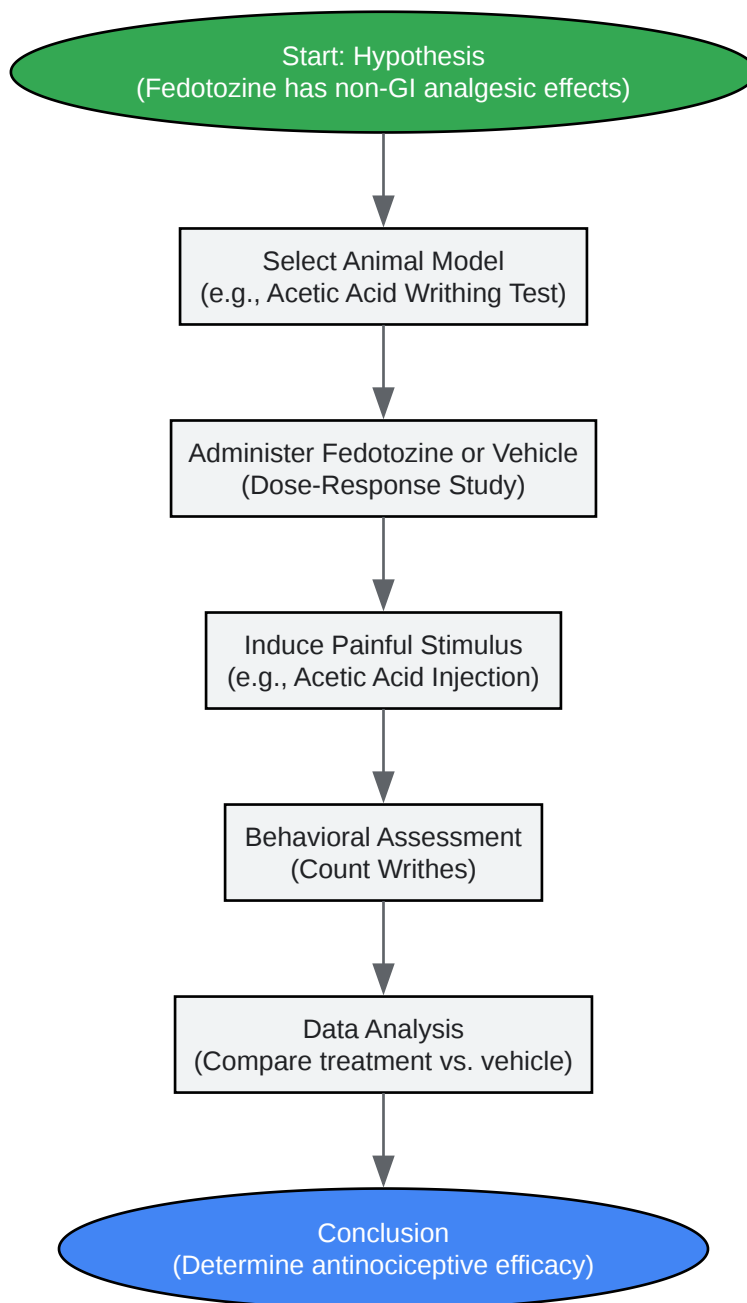 Start: Hypothesis
(Fedotozine has non-GI analgesic effects)
Select Animal Model
(e.g., Acetic Acid Writhing Test)
Administer Fedotozine or Vehicle
(Dose-Response Study)
Induce Painful Stimulus
(e.g., Acetic Acid Injection)
Behavioral Assessment
(Count Writhes)
Data Analysis
(Compare treatment vs. vehicle)
Conclusion
(Determine antinociceptive efficacy)